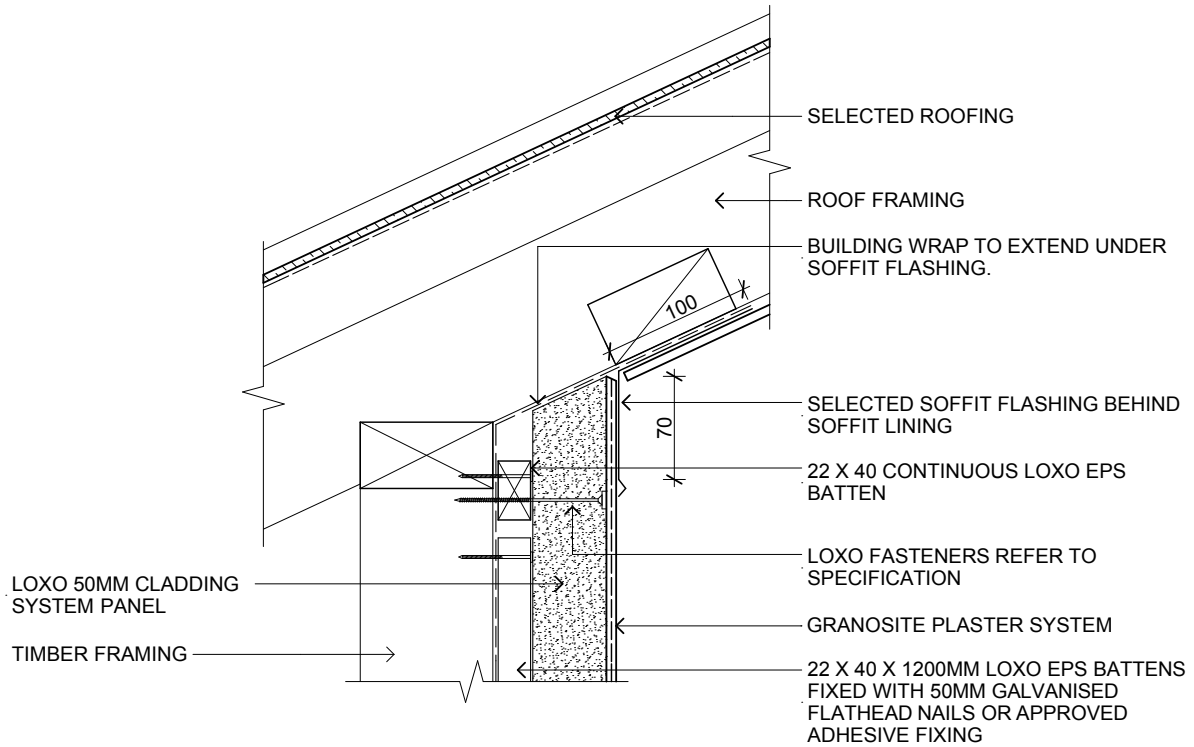 SELECTED ROOFING
ROOF FRAMING
BUILDING WRAP TO EXTEND UNDER
SOFFIT FLASHING.
100
SELECTED SOFFIT FLASHING BEHIND
SOFFIT LINING
70
22 X 40 CONTINUOUS LOXO EPS
BATTEN
LOXO FASTENERS REFER TO
SPECIFICATION
LOXO 50MM CLADDING
SYSTEM PANEL
GRANOSITE PLASTER SYSTEM
TIMBER FRAMING
22 X 40 X 1200MM LOXO EPS BATTENS
FIXED WITH 50MM GALVANISED
FLATHEAD NAILS OR APPROVED
ADHESIVE FIXING